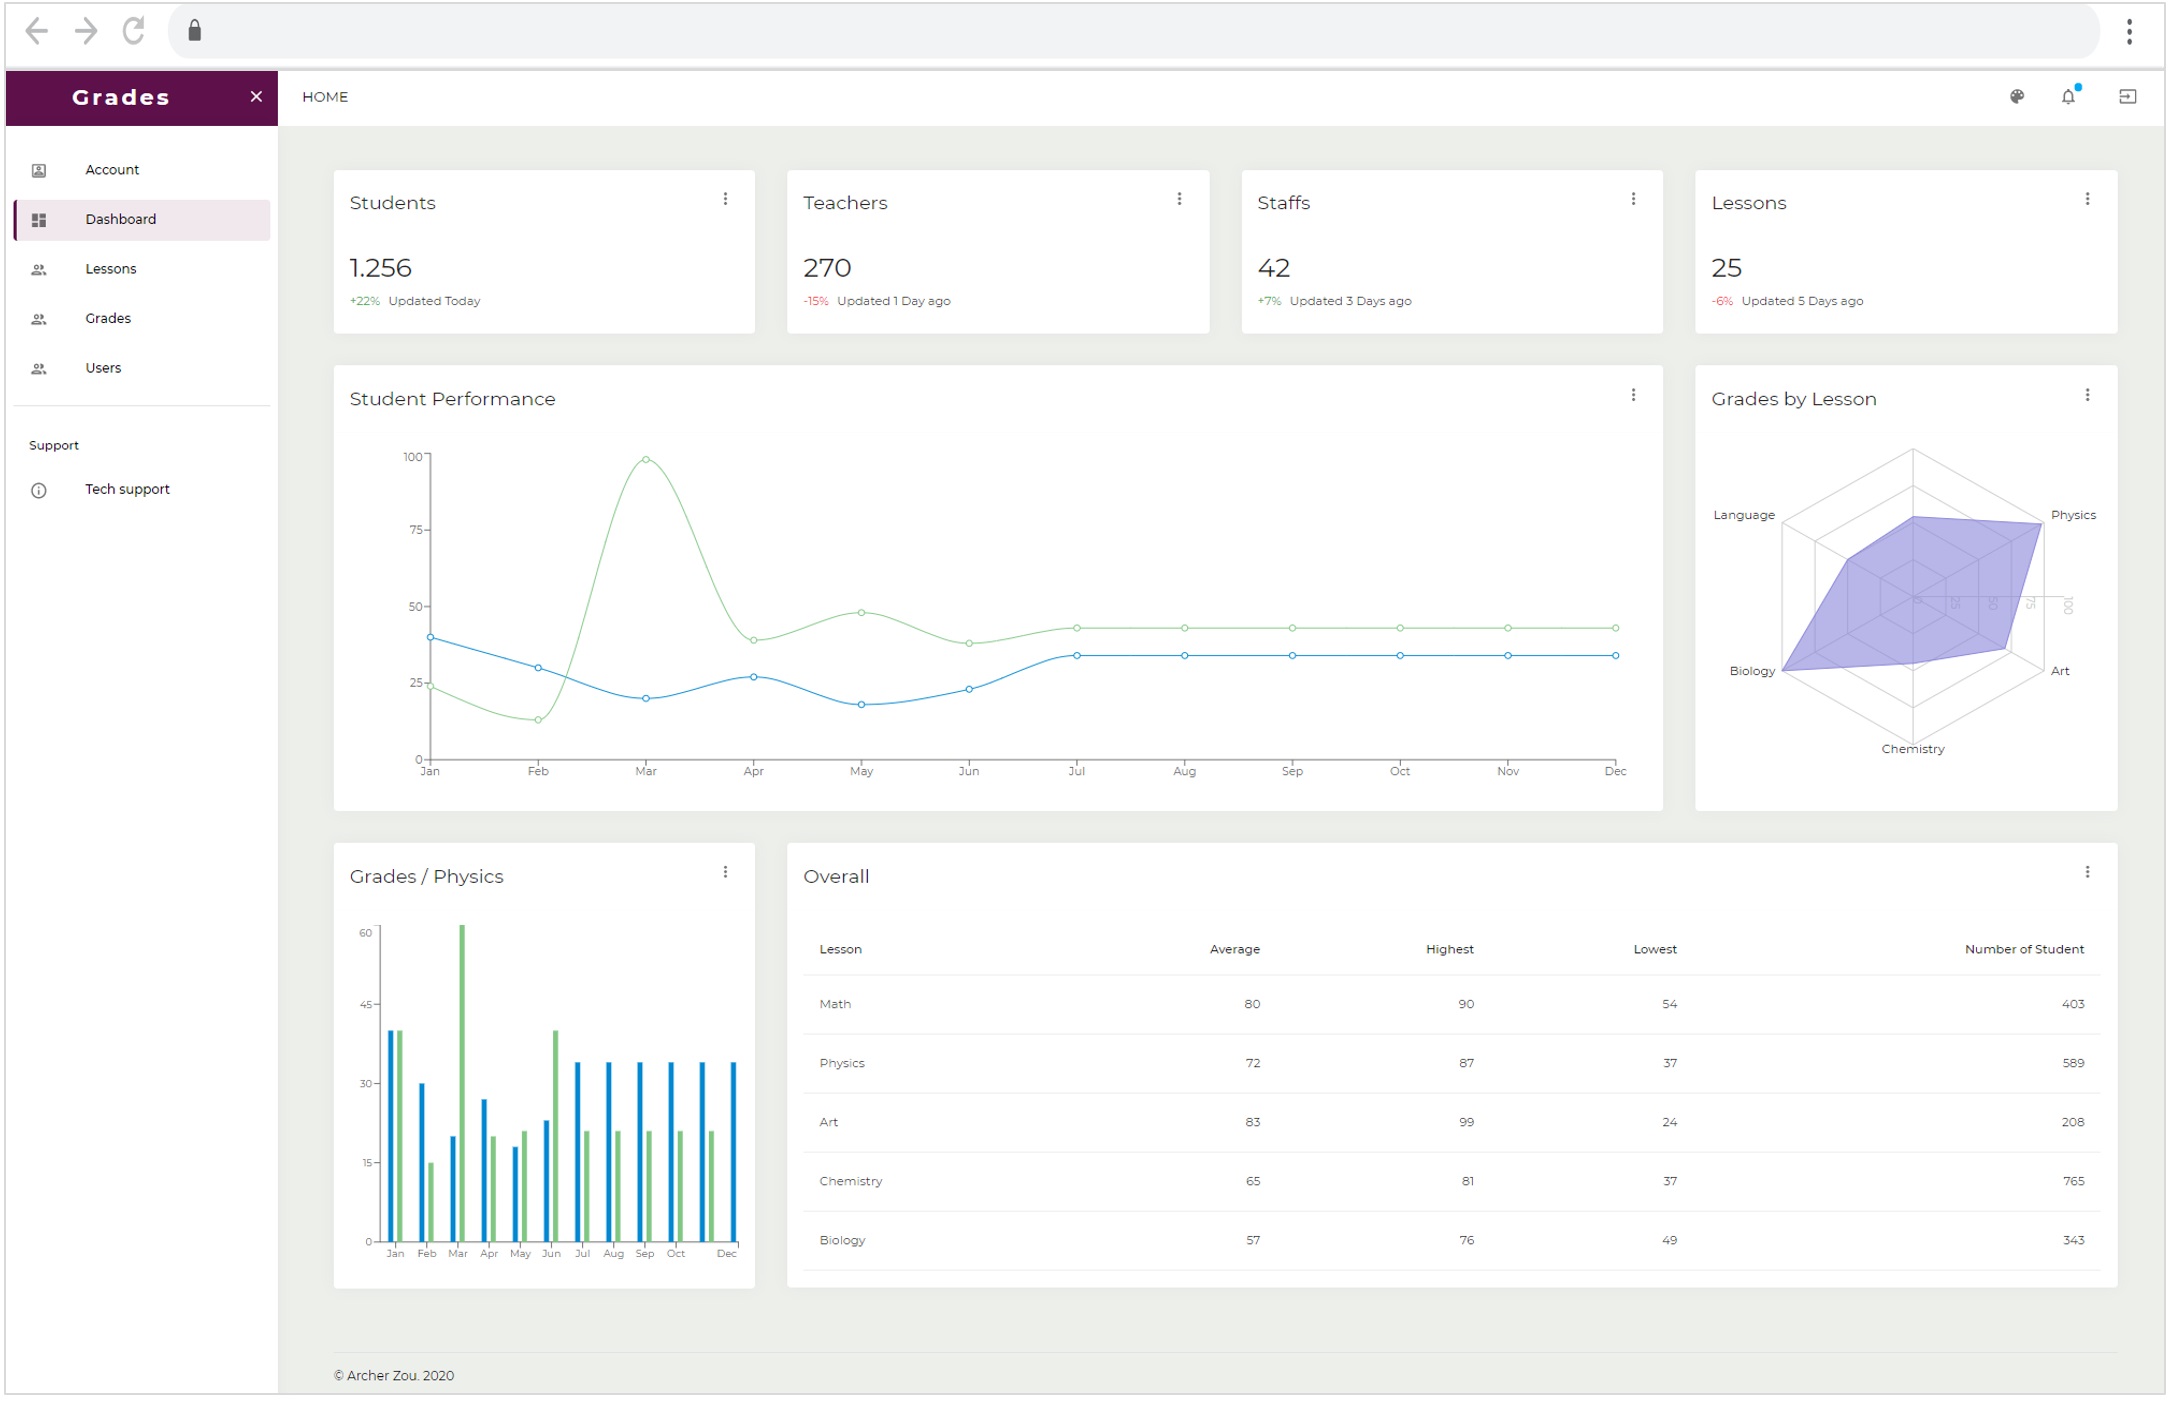 Grades
HOME
Account
Dashboard
Lessons
Grades
Users
Support
Tech support
Students
1.256
+22% Updated Today
Teachers
270
-15% Updated 1 Day ago
Staffs
42
+7% Updated 3 Days ago
Lessons
25
-6% Updated 5 Days ago
Student Performance
100
75
50
25
0
Jan Feb Mar Apr May Jun Jul Aug Sep Oct Nov Dec
Grades by Lesson
Language
Physics
0 25 50 75 100
Biology
Art
Chemistry
Grades / Physics
60
45
30
15
0
Jan Feb Mar Apr May Jun Jul Aug Sep Oct Dec
Overall
Lesson Average Highest Lowest Number of Student
Math 80 90 54 403
Physics 72 87 37 589
Art 83 99 24 208
Chemistry 65 81 37 765
Biology 57 76 49 343
© Archer Zou. 2020